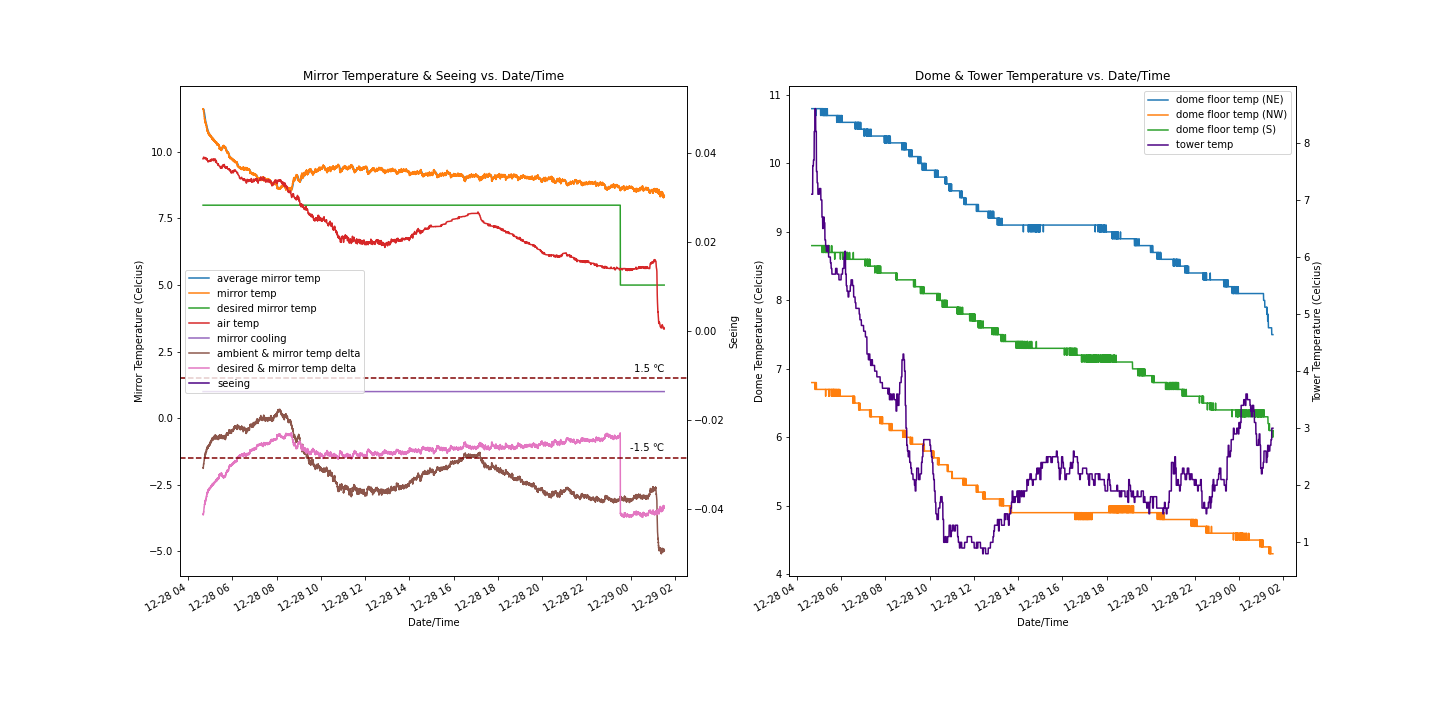 Mirror Temperature & Seeing vs. Date/Time
Mirror Temperature (Celcius)
10.0
7.5
5.0
2.5
0.0
−2.5
−5.0
average mirror temp
mirror temp
desired mirror temp
air temp
mirror cooling
ambient & mirror temp delta
desired & mirror temp delta
seeing
1.5 °C
-1.5 °C
0.04
0.02
0.00
−0.02
−0.04
Seeing
12-28 04
12-28 06
12-28 08
12-28 10
12-28 12
12-28 14
12-28 16
12-28 18
12-28 20
12-28 22
12-29 00
12-29 02
Date/Time
Dome & Tower Temperature vs. Date/Time
Dome Temperature (Celcius)
11
10
9
8
7
6
5
4
dome floor temp (NE)
dome floor temp (NW)
dome floor temp (S)
tower temp
8
7
6
5
4
3
2
1
Tower Temperature (Celcius)
12-28 04
12-28 06
12-28 08
12-28 10
12-28 12
12-28 14
12-28 16
12-28 18
12-28 20
12-28 22
12-29 00
12-29 02
Date/Time